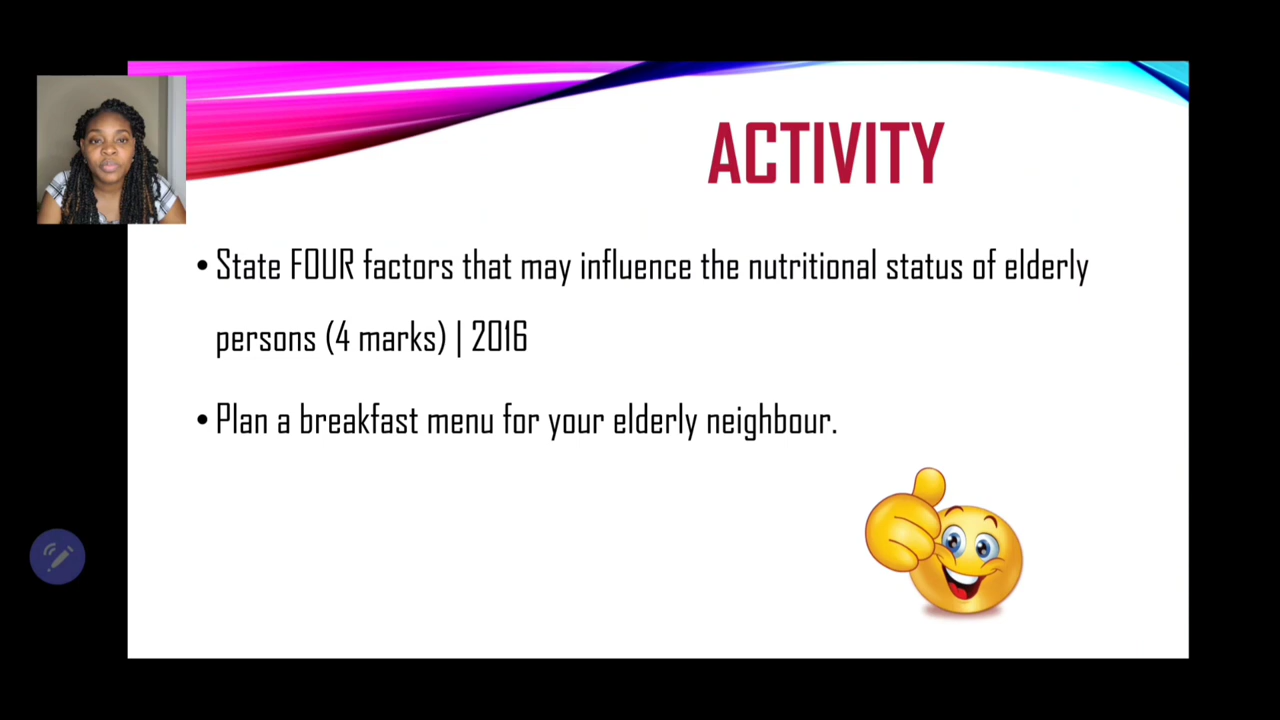 ACTIVITY
• State FOUR factors that may influence the nutritional status of elderly
persons (4 marks) | 2016
• Plan a breakfast menu for your elderly neighbour.